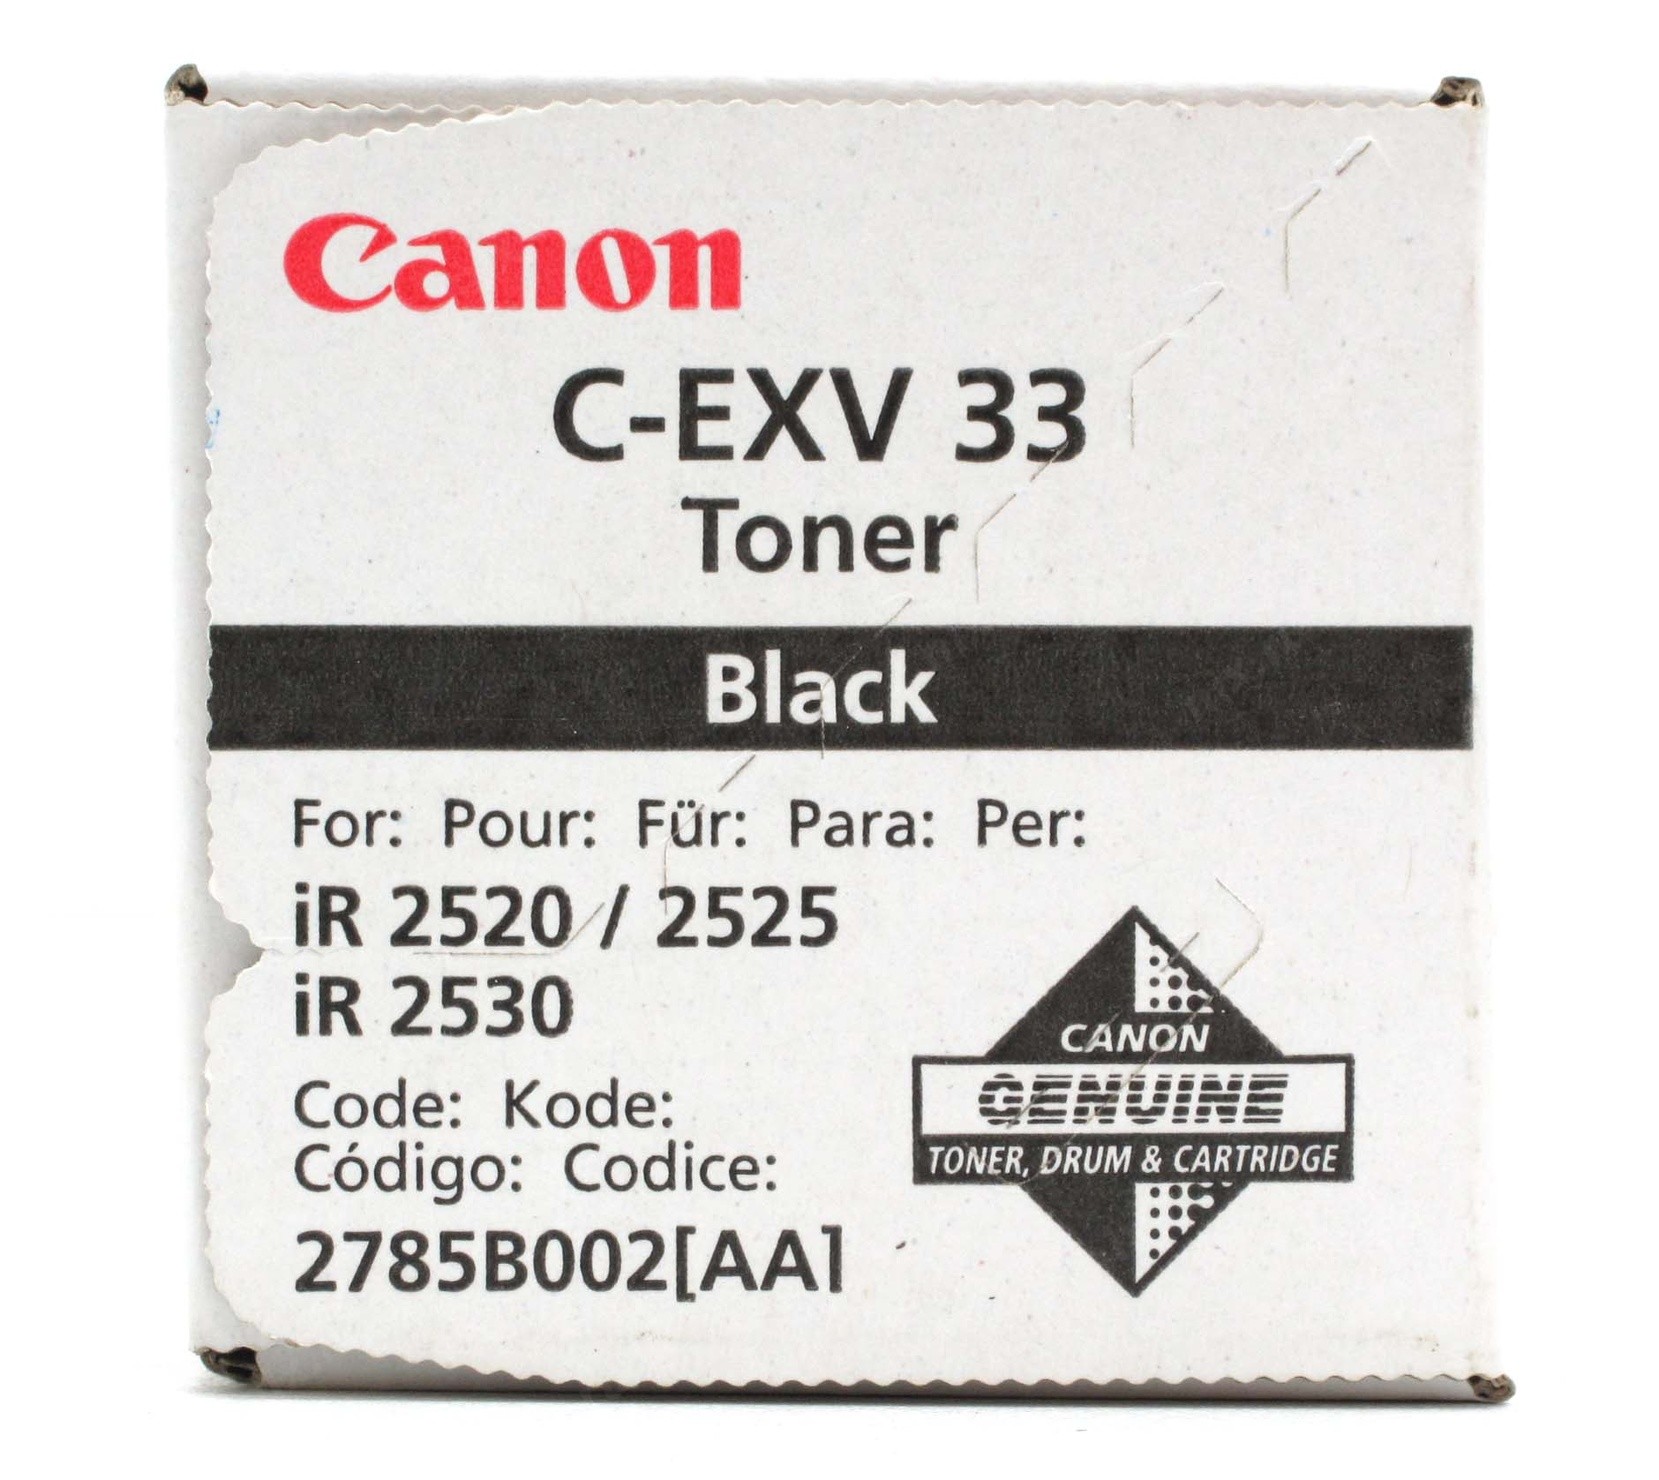 Canon
C-EXV 33
Toner
Black
For: Pour: Für: Para: Per:
iR 2520 / 2525
iR 2530
Code: Kode:
Código: Codice:
2785B002[AA]
CANON
GENUINE
TONER, DRUM & CARTRIDGE